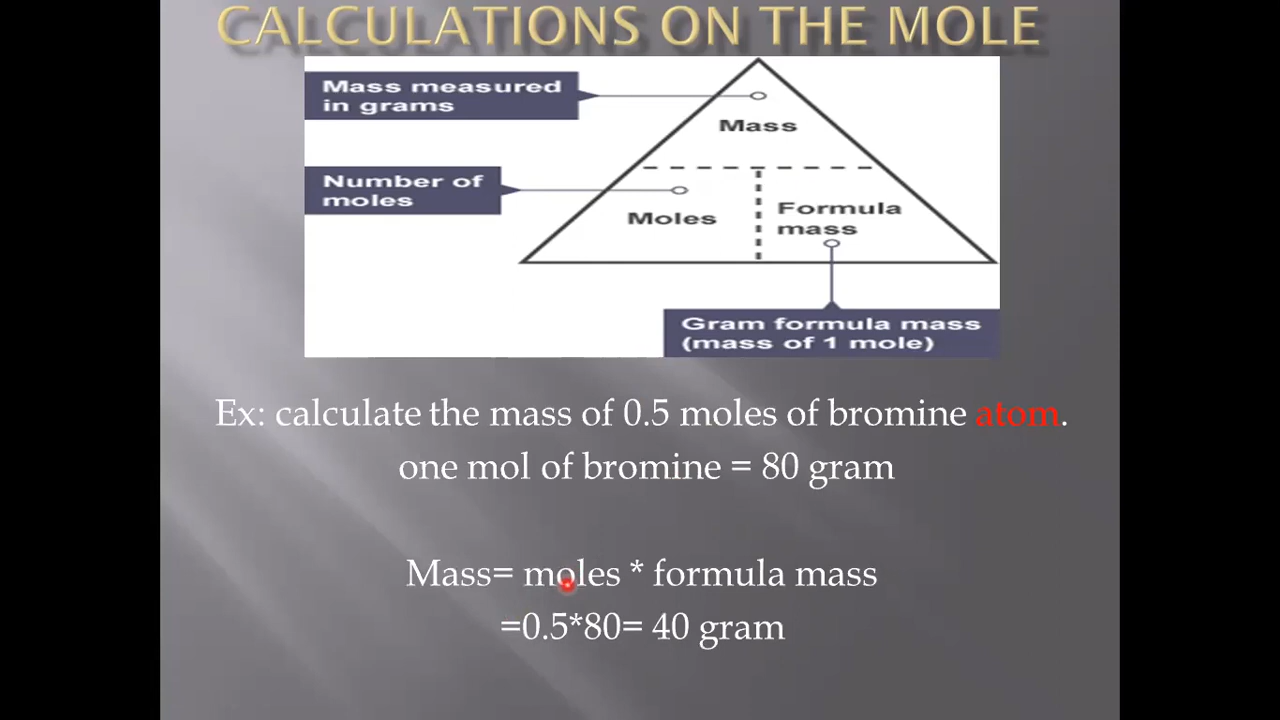 CALCULATIONS ON THE MOLE
Mass measured
in grams
Mass
Number of
moles
Moles
Formula
mass
Gram formula mass
(mass of 1 mole)
Ex: calculate the mass of 0.5 moles of bromine atom.
one mol of bromine = 80 gram
Mass= moles * formula mass
=0.5*80= 40 gram